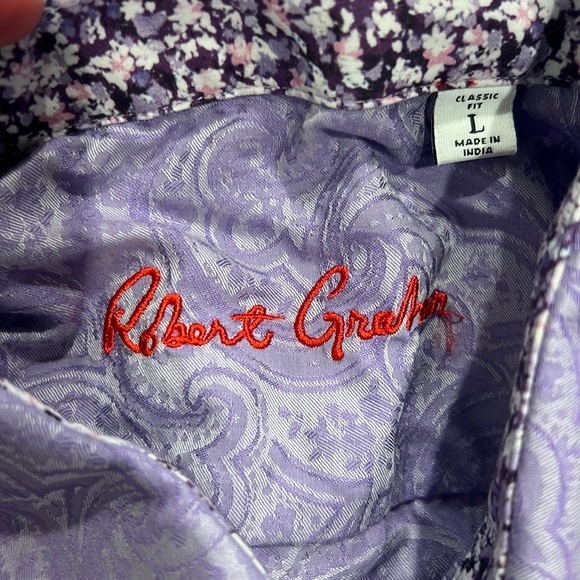 CLASSIC
FIT
L
MADE IN
INDIA
Robert Graham